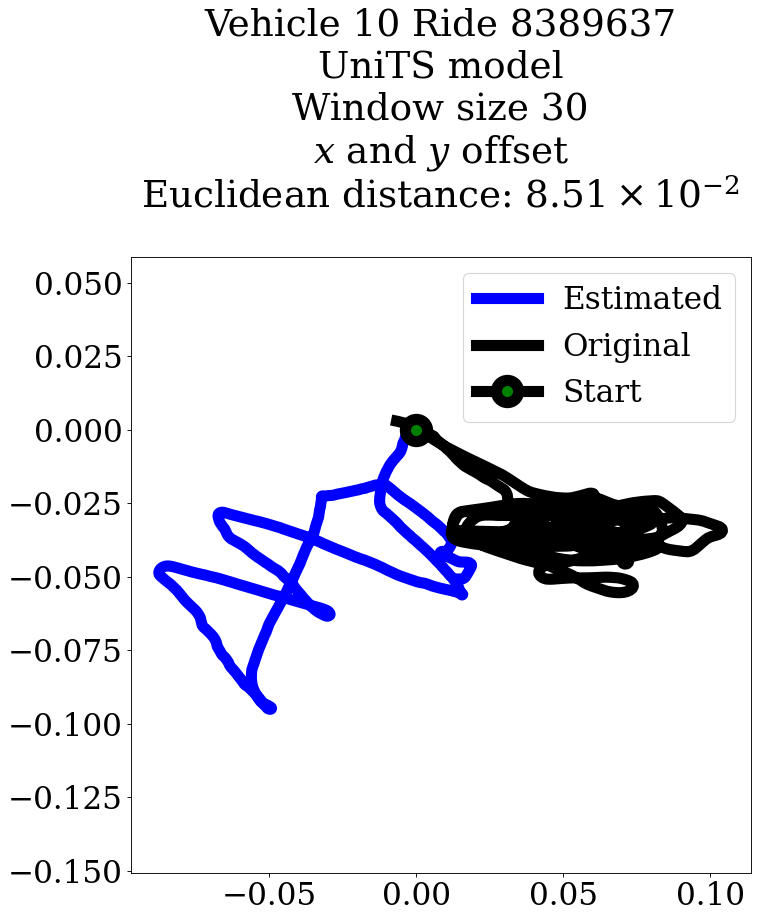 Vehicle 10 Ride 8389637
UniTS model
Window size 30
x and y offset
Euclidean distance: 8.51 × 10⁻²
Estimated
Original
Start
0.050
0.025
0.000
−0.025
−0.050
−0.075
−0.100
−0.125
−0.150
−0.05 0.00 0.05 0.10